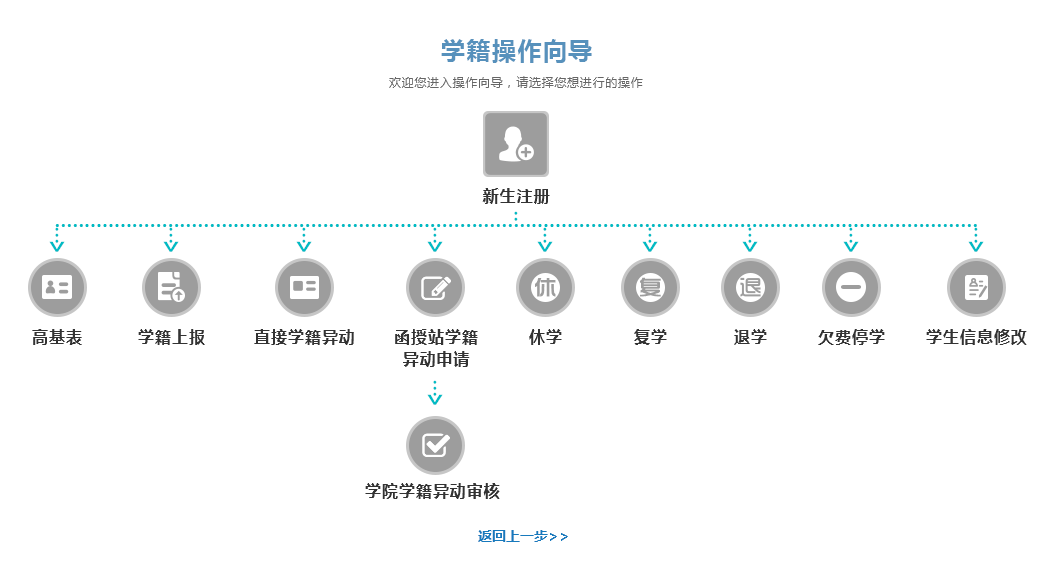 学籍操作向导
欢迎您进入操作向导，请选择您想进行的操作
新生注册
休
复
退
高基表
学籍上报
直接学籍异动
函授站学籍
异动申请
休学
复学
退学
欠费停学
学生信息修改
学院学籍异动审核
返回上一步>>